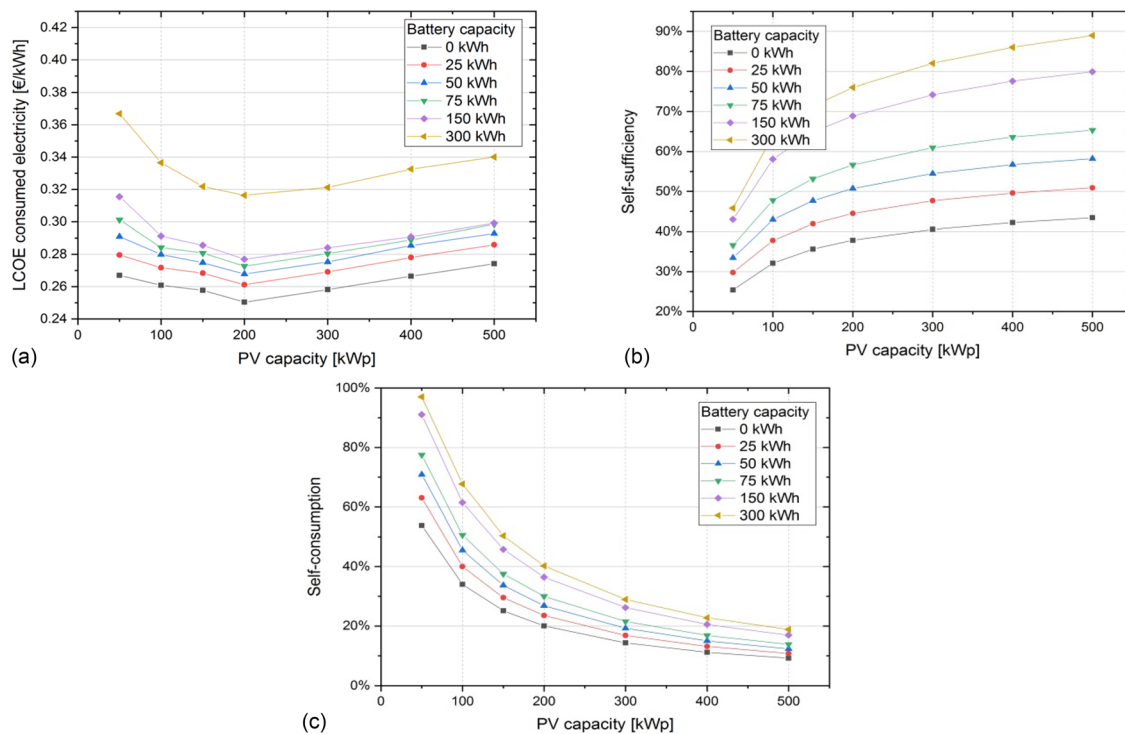 0.42
0.40
0.38
0.36
0.34
0.32
0.30
0.28
0.26
0.24
LCOE consumed electricity [€/kWh]
Battery capacity
0 kWh
25 kWh
50 kWh
75 kWh
150 kWh
300 kWh
0
100
200
300
400
500
PV capacity [kWp]
(a)
90%
80%
70%
60%
50%
40%
30%
20%
Self-sufficiency
Battery capacity
0 kWh
25 kWh
50 kWh
75 kWh
150 kWh
300 kWh
0
100
200
300
400
500
PV capacity [kWp]
(b)
100%
80%
60%
40%
20%
0%
Self-consumption
Battery capacity
0 kWh
25 kWh
50 kWh
75 kWh
150 kWh
300 kWh
0
100
200
300
400
500
PV capacity [kWp]
(c)